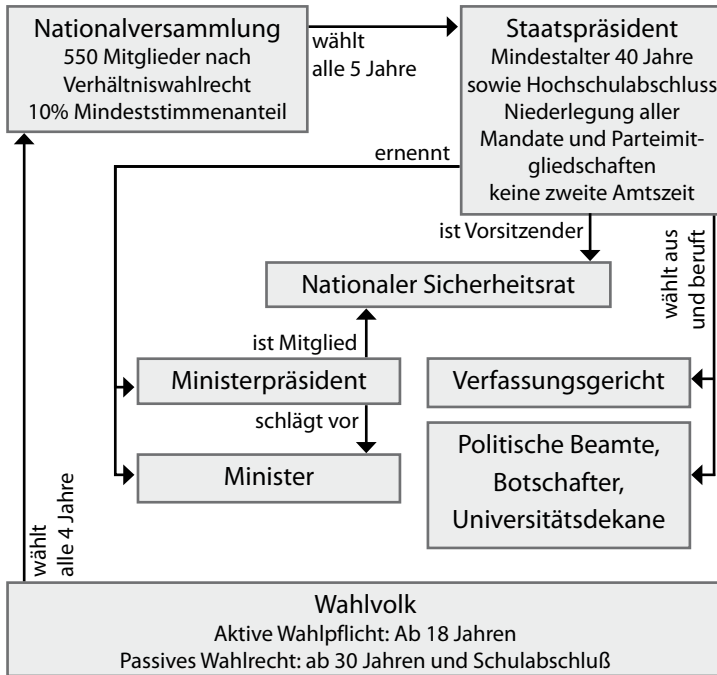 Nationalversammlung
550 Mitglieder nach
Verhältniswahlrecht
10% Mindeststimmenanteil
wählt
alle 5 Jahre
Staatspräsident
Mindestalter 40 Jahre
sowie Hochschulabschluss
Niederlegung aller
Mandate und Parteimit-
gliedschaften
keine zweite Amtszeit
ernennt
ist Vorsitzender
wählt aus
und beruft
Nationaler Sicherheitsrat
ist Mitglied
Ministerpräsident
Verfassungsgericht
schlägt vor
Minister
Politische Beamte,
Botschafter,
Universitätsdekane
wählt
alle 4 Jahre
Wahlvolk
Aktive Wahlpflicht: Ab 18 Jahren
Passives Wahlrecht: ab 30 Jahren und Schulabschluß